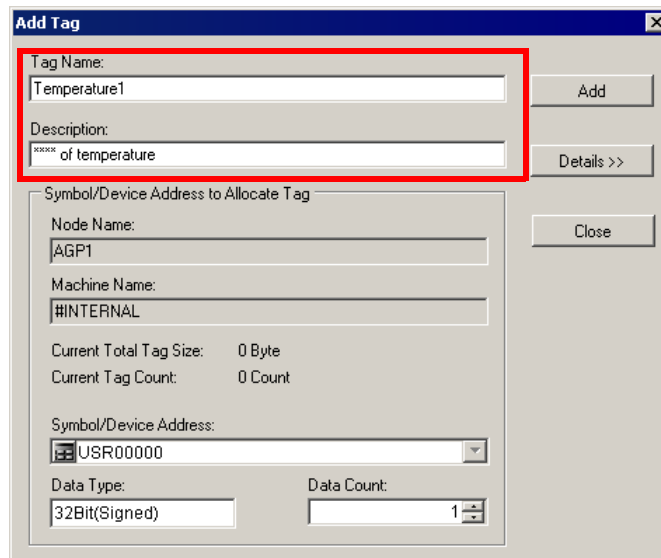 Add Tag
Tag Name:
Temperature1
Add
Description:
**** of temperature
Details >>
Symbol/Device Address to Allocate Tag
Node Name:
Close
AGP1
Machine Name:
#INTERNAL
Current Total Tag Size: 0 Byte
Current Tag Count: 0 Count
Symbol/Device Address:
USR00000
Data Type: Data Count:
32Bit(Signed) 1